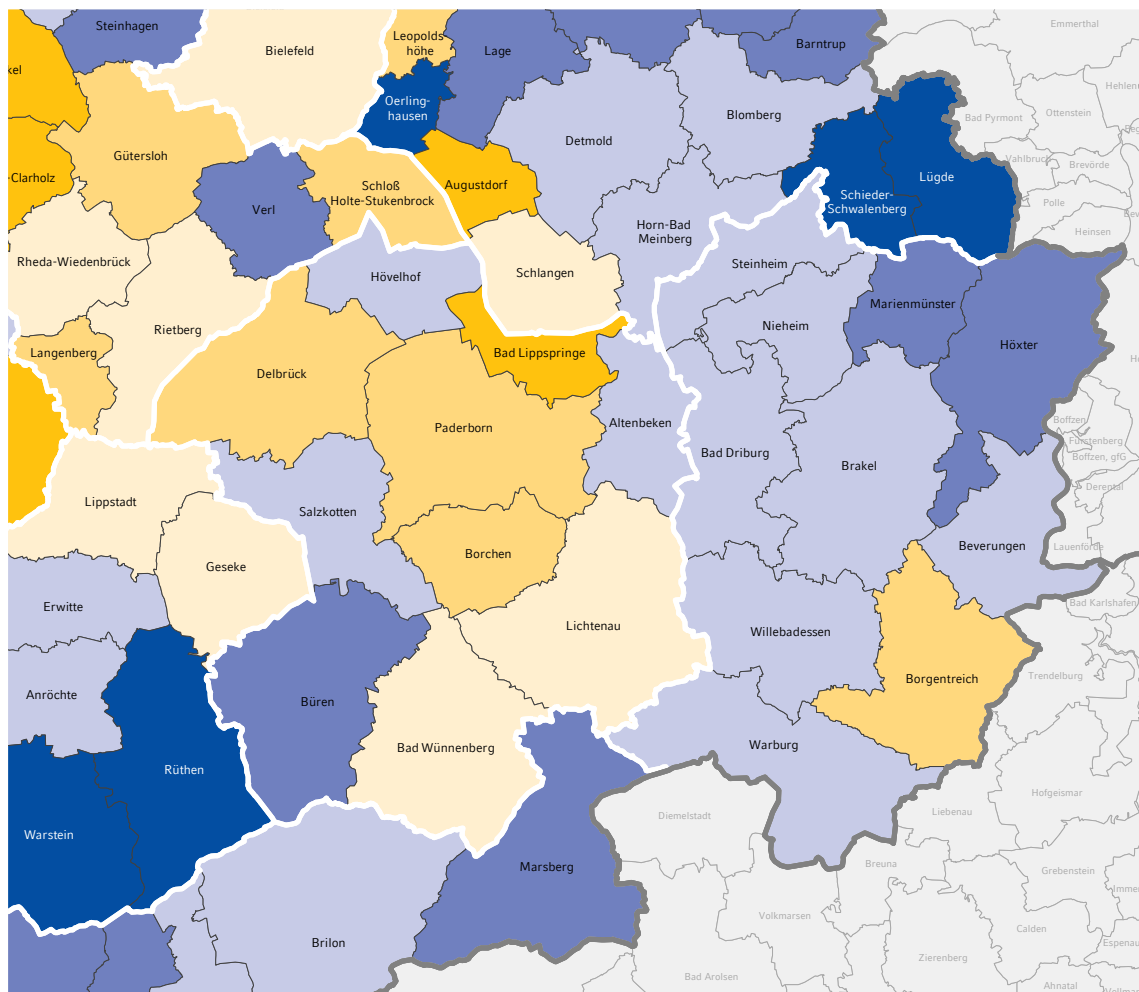 Emmerthal
Steinhagen
Leopolds
höhe
Bielefeld
Lage
Barntrup
kel
Hehlen
Oerling-
hausen
Blomberg
Ottenstein
Bad Pyrmont
Detmold
Gütersloh
Vahlbruck
Brevörde
-Clarholz
Augustdorf
Lügde
Schloß
Holte-Stukenbrock
Schieder-
Schwalenberg
Polle
Verl
Horn-Bad
Meinberg
Heinsen
Rheda-Wiedenbrück
Steinheim
Hövelhof
Schlangen
Marienmünster
Nieheim
Rietberg
Höxter
Langenberg
Bad Lippspringe
Delbrück
Altenbeken
Boffzen
Paderborn
Fürstenberg
Bad Driburg
Boffzen, gfG
Brakel
Derental
Lippstadt
Salzkotten
Beverungen
Lauenförde
Borchen
Geseke
Erwitte
Bad Karlshafen
Lichtenau
Willebadessen
Trendelburg
Borgentreich
Anröchte
Büren
Bad Wünnenberg
Warburg
Rüthen
Hofgeismar
Liebenau
Diemelstadt
Warstein
Breuna
Marsberg
Grebenstein
Imme
Volkmarsen
Calden
Brilon
Espenau
Zierenberg
Bad Arolsen
Ahnatal
Vellmar